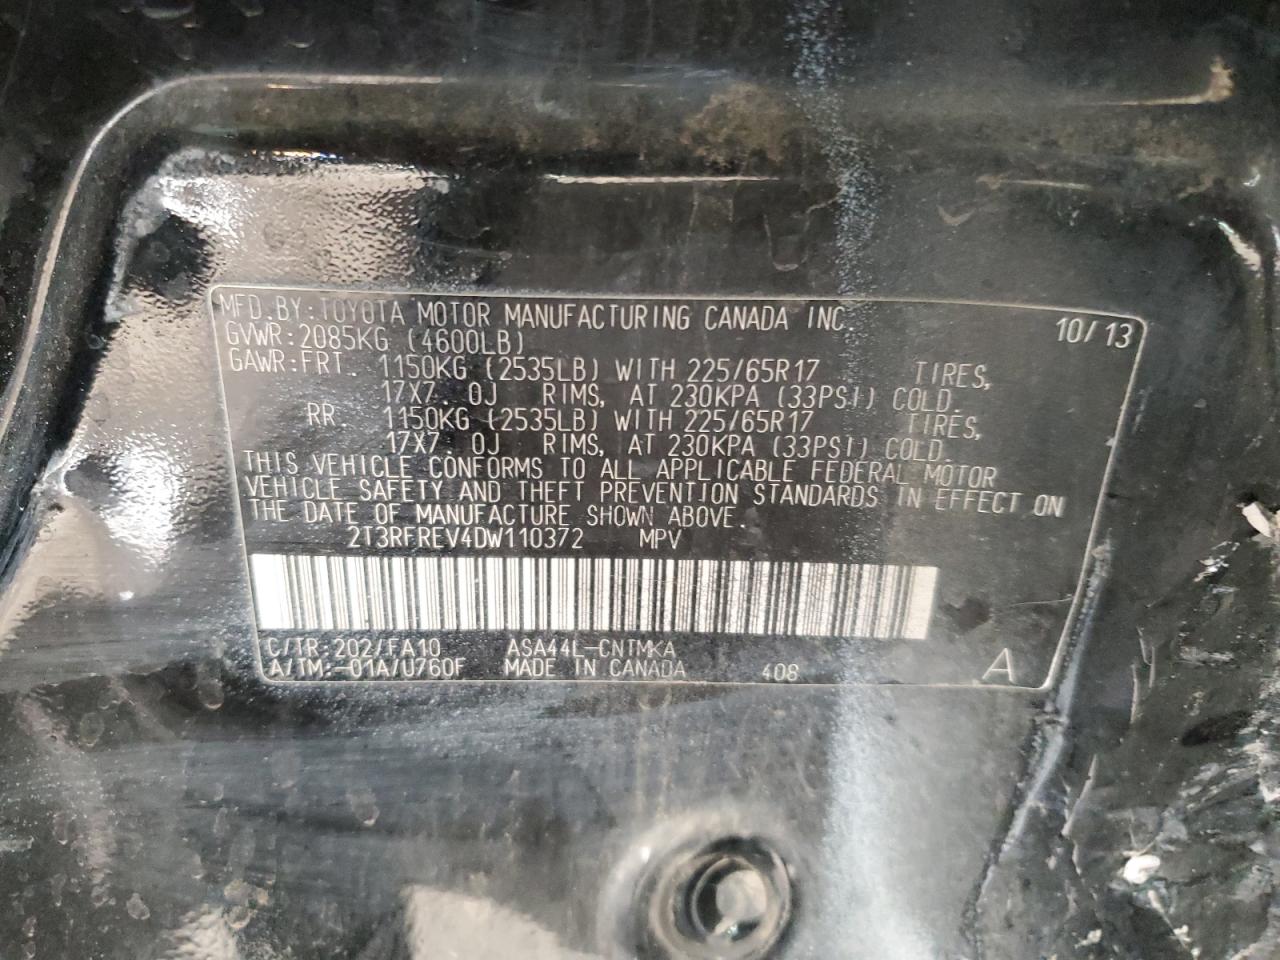 MFD.BY:TOYOTA MOTOR MANUFACTURING CANADA INC. 10/13
GVWR:2085KG (4600LB)
GAWR:FRT. 1150KG (2535LB) WITH 225/65R17 TIRES,
17X7.0J RIMS, AT 230KPA (33PSI) COLD.
RR. 1150KG (2535LB) WITH 225/65R17 TIRES,
17X7.0J RIMS, AT 230KPA (33PSI) COLD.
THIS VEHICLE CONFORMS TO ALL APPLICABLE FEDERAL MOTOR
VEHICLE SAFETY AND THEFT PREVENTION STANDARDS IN EFFECT ON
THE DATE OF MANUFACTURE SHOWN ABOVE.
2T3RFREV4DW110372 MPV
C/TR:202/FA10 ASA44L-CNTMKA
A/TM:-01A/U760F MADE IN CANADA 408 A